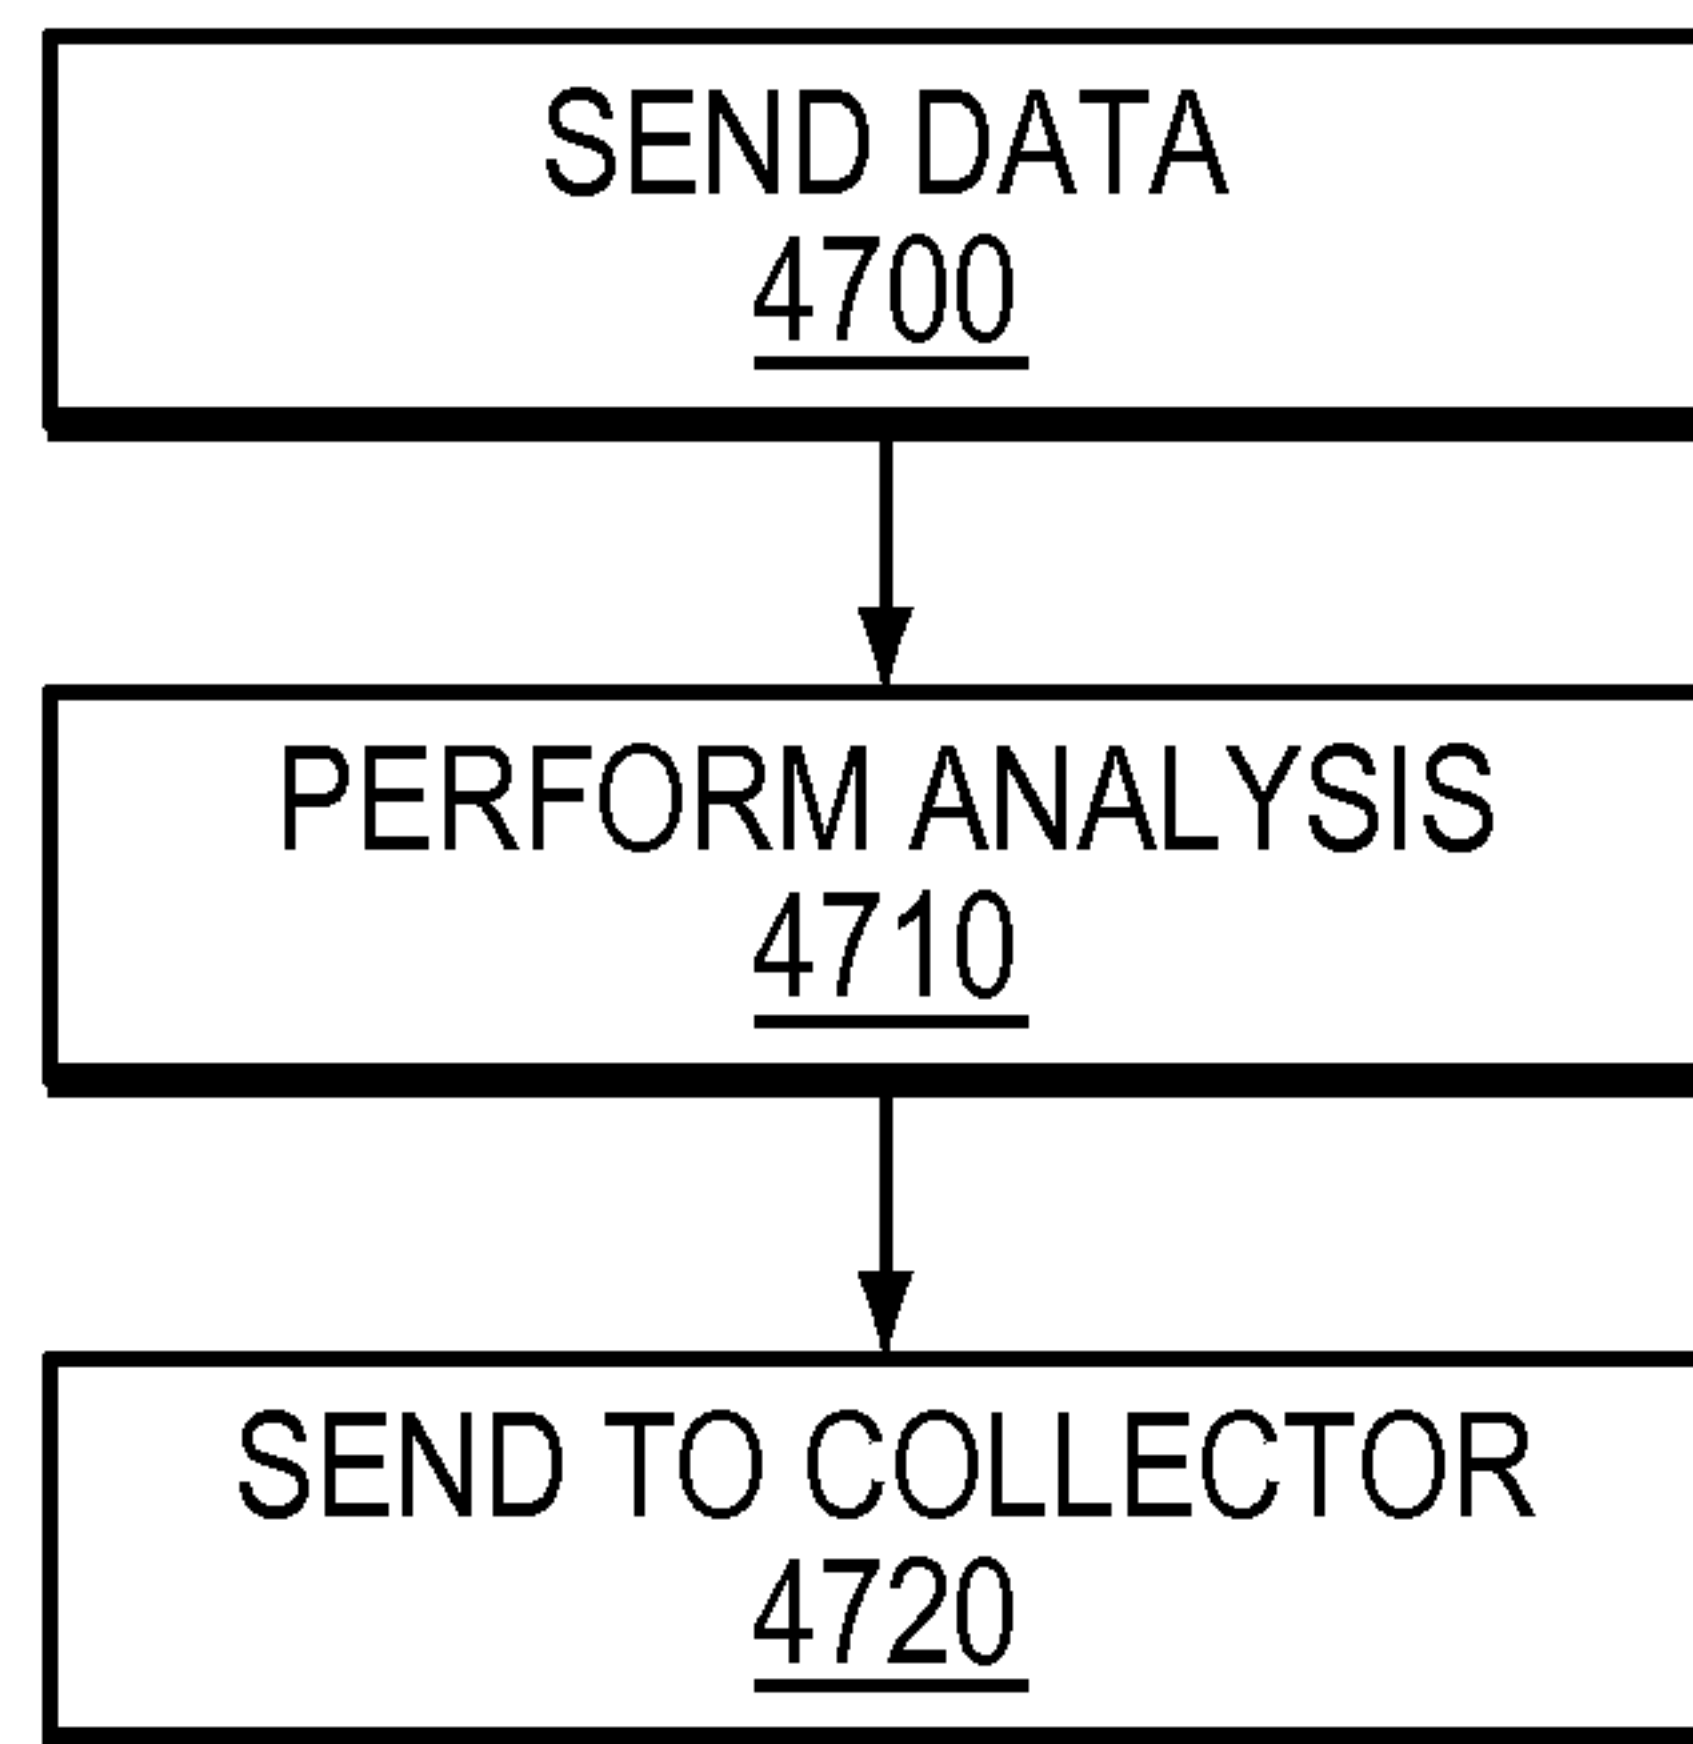 SEND DATA
4700
PERFORM ANALYSIS
4710
SEND TO COLLECTOR
4720